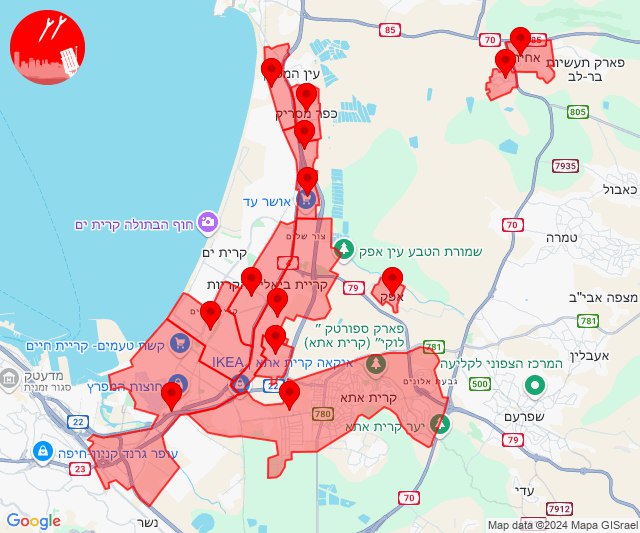 85
70
85
עין המפרץ
אחיהוד
פארק תעשיות
בר-לב
כפר מסריק
805
7935
אושר עד
כאבול
70
חוף הבתולה קרית ים
צור שלום
טמרה
קרית ים
שמורת הטבע עין אפק
4
קריית ביאליק
קריות
79
אפק
מצפה אבי"ב
פארק ספורטק "
לוקי" (קרית אתא)
781
781
קשת טעמים- קריית חיים
אעבלין
IKEA
איקאה קרית אתא
המרכז הצפוני לקליעה
מדעטק
סגור זמנית
חוצות המפרץ
22
גבעת אלונים
500
קרית אתא
שפרעם
22
780
יער קרית אתא
79
עופר גרנד קניון-חיפה
23
70
עדי
נשר
7912
Google
Map data ©2024 Mapa GISrael